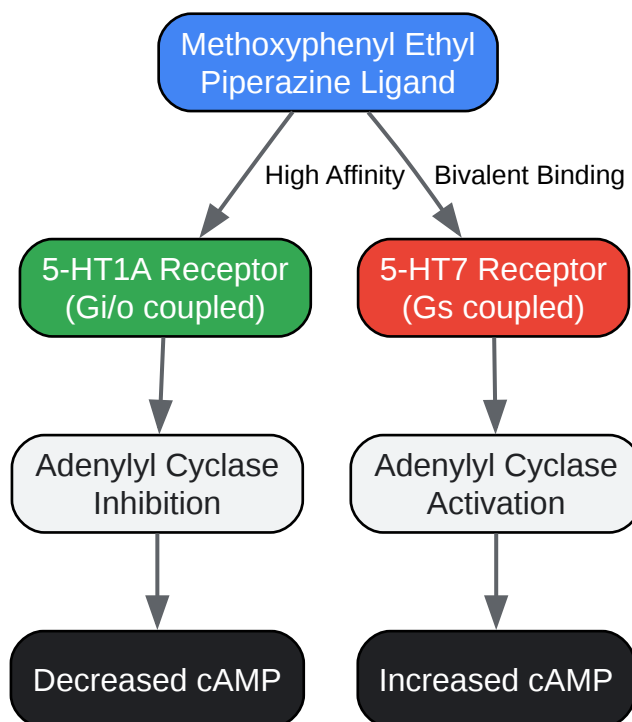 Methoxyphenyl Ethyl
Piperazine Ligand
High Affinity
Bivalent Binding
5-HT1A Receptor
(Gi/o coupled)
5-HT7 Receptor
(Gs coupled)
Adenylyl Cyclase
Inhibition
Adenylyl Cyclase
Activation
Decreased cAMP
Increased cAMP